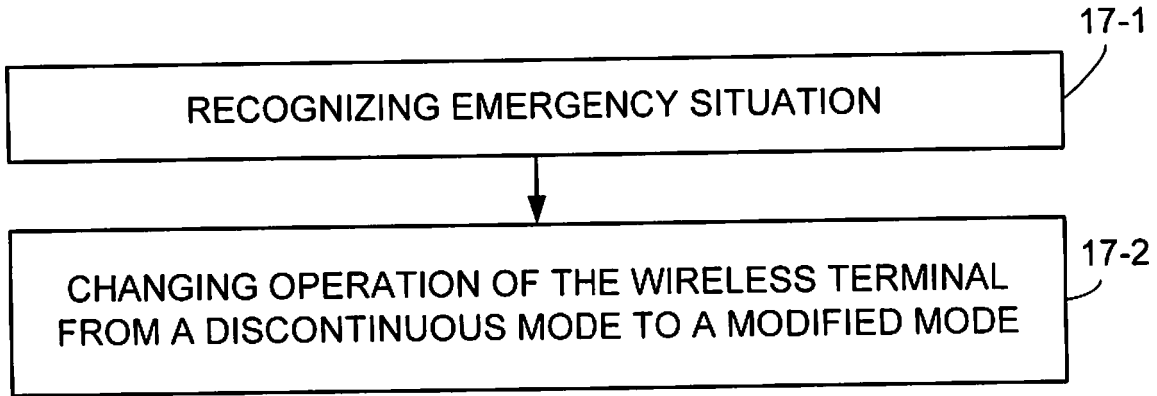 17-1
RECOGNIZING EMERGENCY SITUATION
17-2
CHANGING OPERATION OF THE WIRELESS TERMINAL
FROM A DISCONTINUOUS MODE TO A MODIFIED MODE